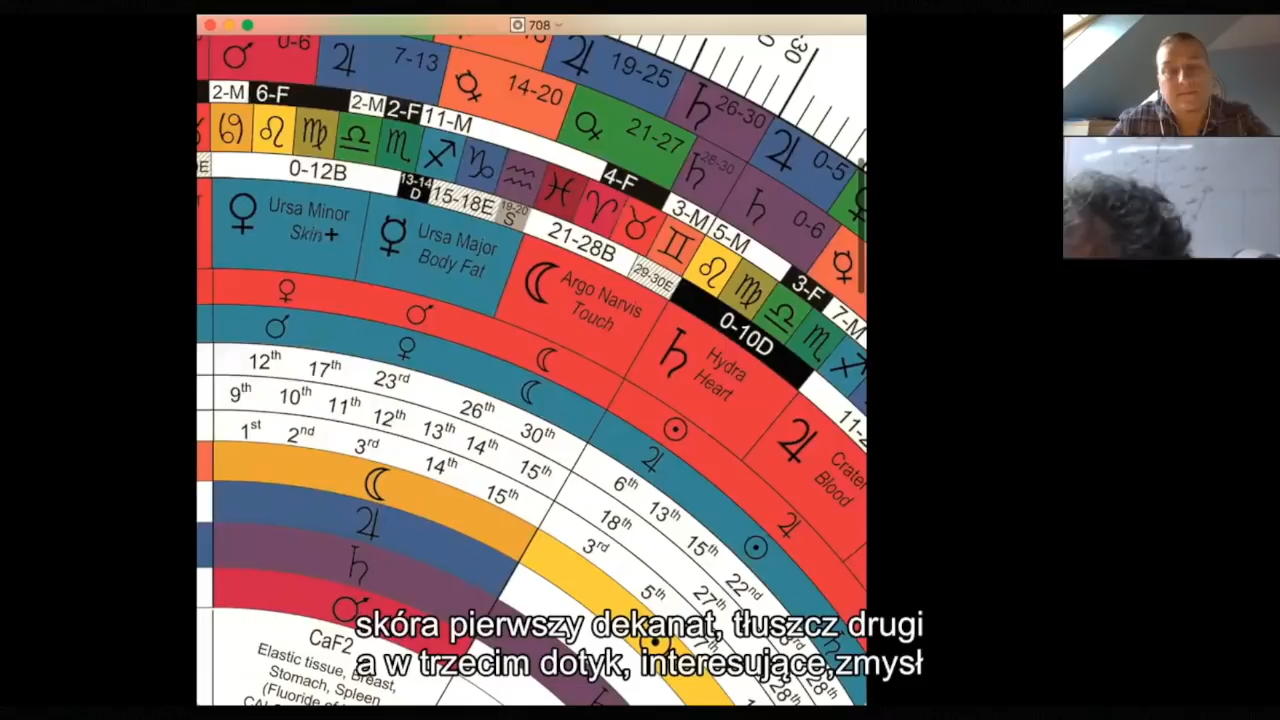 708
0-6
7-13
14-20
19-25
26-30
0-5
21-27
28-30
0-6
2-M
6-F
2-M
2-F
11-M
4-F
3-M
5-M
3-F
7-M
0-12B
13-14
D
15-18E
19-20
S
21-28B
29-30E
0-10D
Ursa Minor
Skin+
Ursa Major
Body Fat
Argo Narvis
Touch
Hydra
Heart
Crater
Blood
12th 17th 23rd 26th 30th
9th 10th 11th 12th 13th 14th 15th
1st 2nd 3rd 14th 15th
6th 13th 15th 22nd
18th 27th 28th
3rd 5th 28th
CaF2
Elastic tissue, Breast,
Stomach, Spleen
(Fluoride of
skóra pierwszy dekanat, tłuszcz drugi
a w trzecim dotyk, interesujące,zmysł